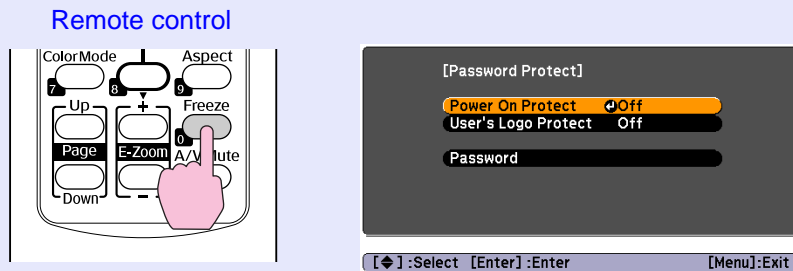 Remote control
ColorMode
Aspect
7
8
9
Up
+
Freeze
0
Page
E-Zoom
A/V Mute
Down
−
[Password Protect]
Power On Protect Off
User's Logo Protect Off
Password
[◆] :Select [Enter] :Enter [Menu]:Exit